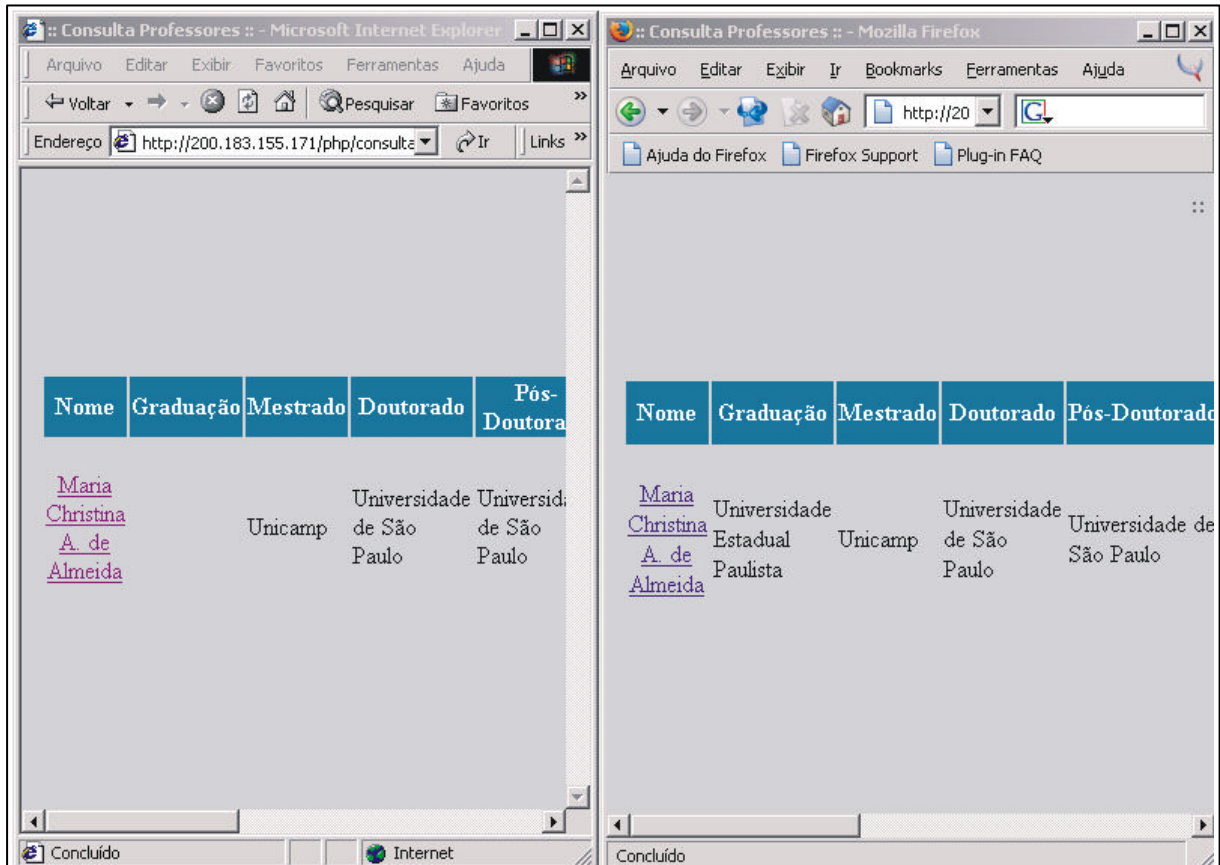 :: Consulta Professores :: - Microsoft Internet Explorer
Arquivo Editar Exibir Favoritos Ferramentas Ajuda
Voltar Pesquisar Favoritos »
Endereço http://200.183.155.171/php/consulta Ir Links »
Nome Graduação Mestrado Doutorado Pós-
Doutora
Maria
Christina
A. de
Almeida
Unicamp
Universidade
de São
Paulo
Universida
de São
Paulo
Concluído Internet
:: Consulta Professores :: - Mozilla Firefox
Arquivo Editar Exibir Ir Bookmarks Ferramentas Ajuda
http://20 G
Ajuda do Firefox Firefox Support Plug-in FAQ
::
Nome Graduação Mestrado Doutorado Pós-Doutorado
Maria
Christina
A. de
Almeida
Universidade
Estadual
Paulista
Unicamp
Universidade
de São
Paulo
Universidade de
São Paulo
Concluído